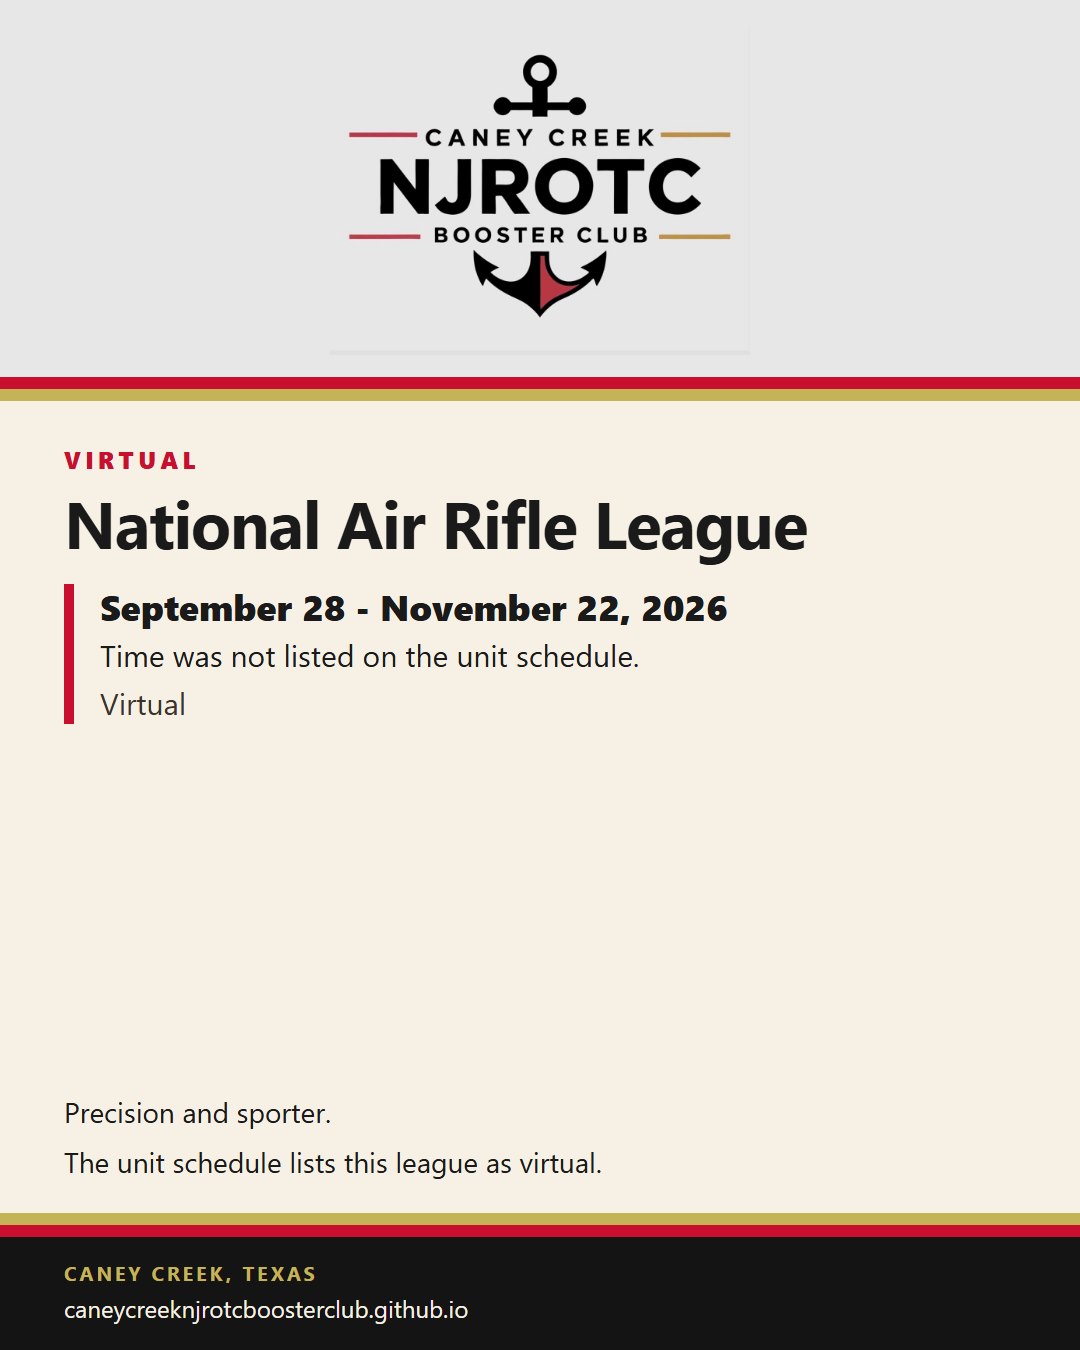 CANEY CREEK
NJROTC
BOOSTER CLUB
VIRTUAL
National Air Rifle League
September 28 - November 22, 2026
Time was not listed on the unit schedule.
Virtual
Precision and sporter.
The unit schedule lists this league as virtual.
CANEY CREEK, TEXAS
caneycreeknjrotcboosterclub.github.io